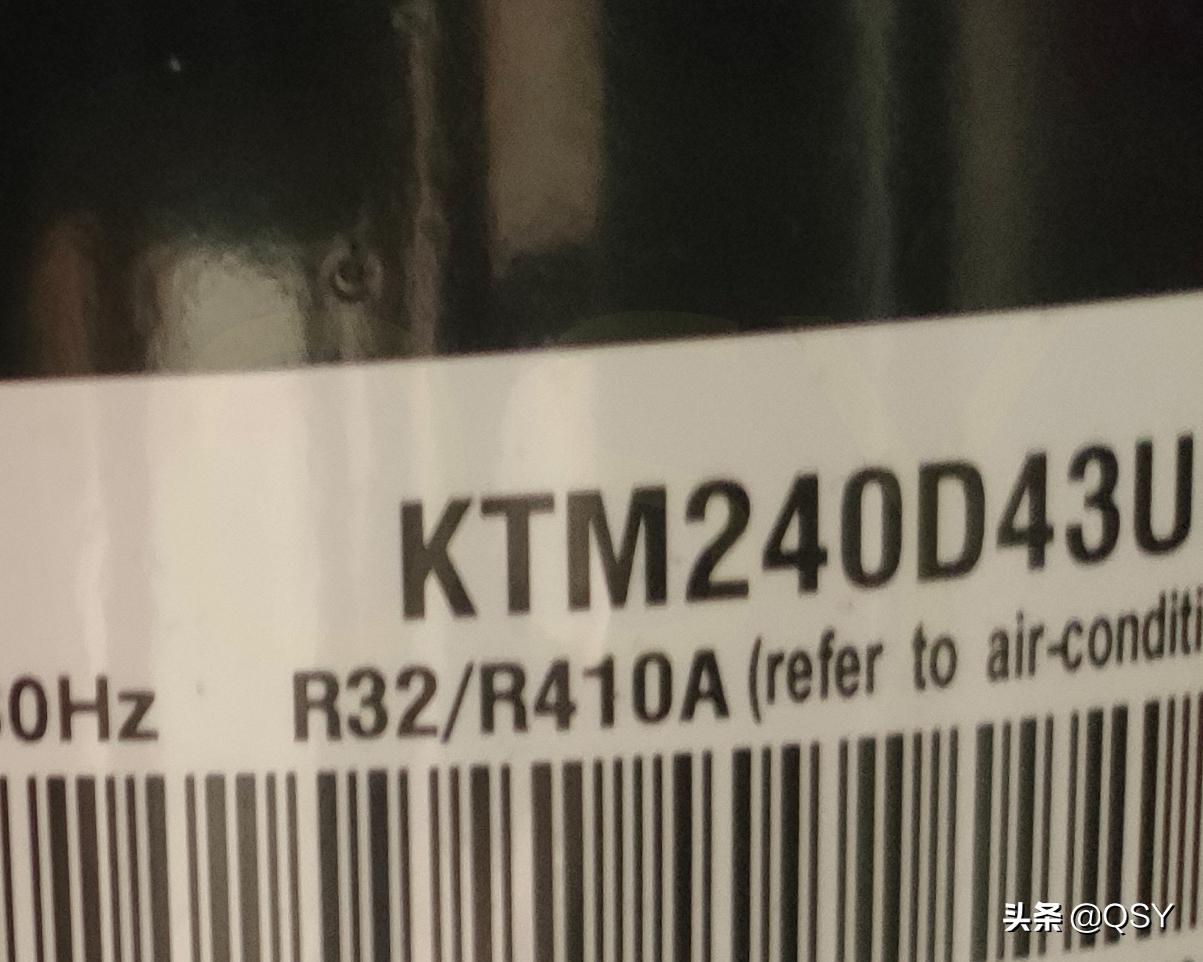 KTM240D43U
0Hz R32/R410A (refer to air-conditi
头条 @QSY